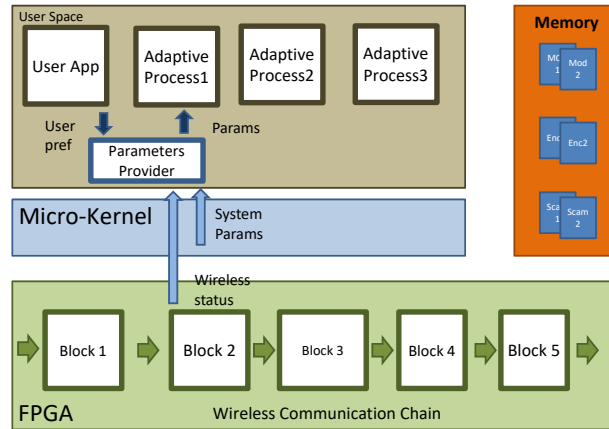 User Space
Memory
User App
Adaptive
Process1
Adaptive
Process2
Adaptive
Process3
Mod
2
User
pref
Params
Parameters
Provider
Enc2
Micro-Kernel
System
Params
Scam
2
Wireless
status
Block 1
Block 2
Block 3
Block 4
Block 5
FPGA
Wireless Communication Chain